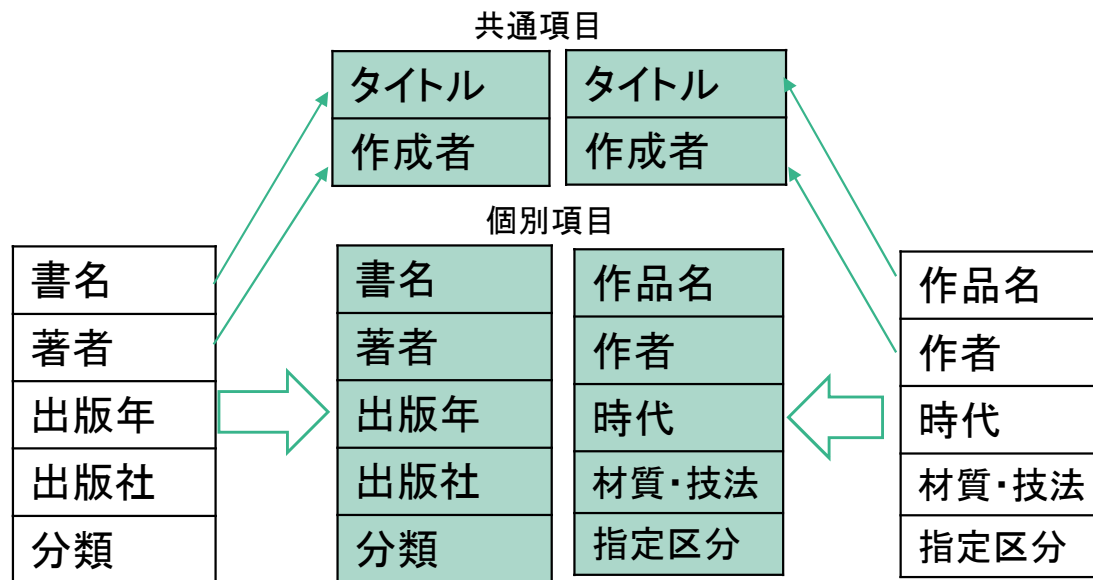 共通項目
タイトル
作成者
タイトル
作成者
個別項目
書名
著者
出版年
出版社
分類
書名
著者
出版年
出版社
分類
作品名
作者
時代
材質・技法
指定区分
作品名
作者
時代
材質・技法
指定区分